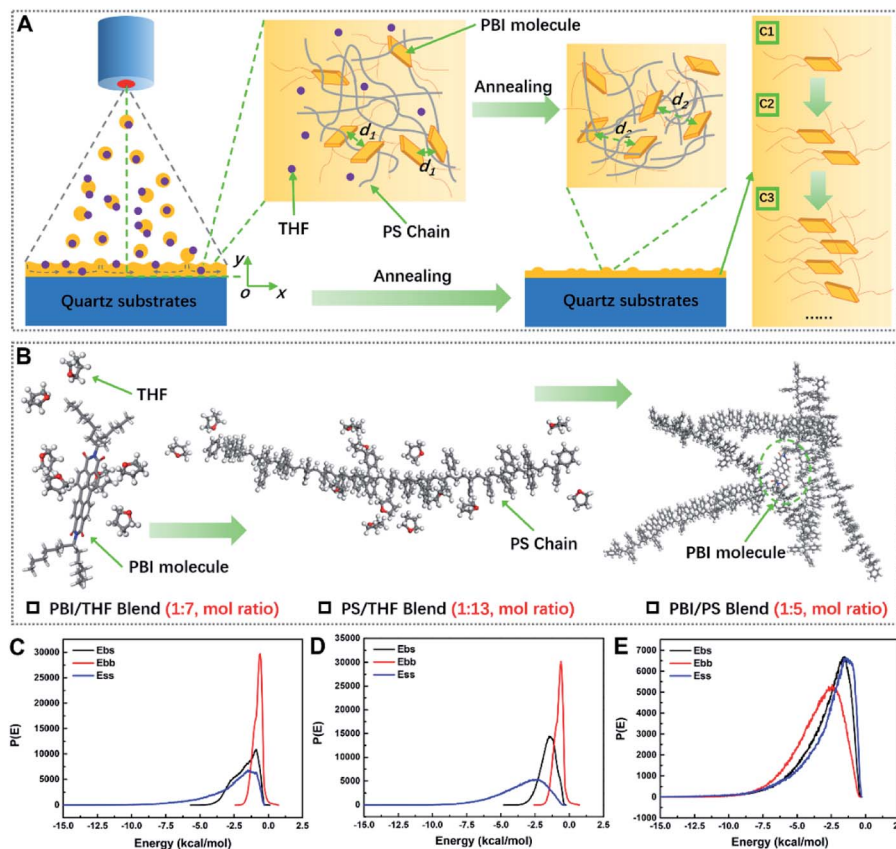 A
PBI molecule
Annealing
d1
d1
d2
d2
THF
PS Chain
y
o
x
Quartz substrates
Annealing
Quartz substrates
C1
C2
C3
......
B
THF
PBI molecule
PS Chain
PBI molecule
PBI/THF Blend (1:7, mol ratio)
PS/THF Blend (1:13, mol ratio)
PBI/PS Blend (1:5, mol ratio)
C
Ebs
Ebb
Ess
P(E)
30000
25000
20000
15000
10000
5000
0
-15.0 -12.5 -10.0 -7.5 -5.0 -2.5 0.0
Energy (kcal/mol)
D
Ebs
Ebb
Ess
P(E)
35000
30000
25000
20000
15000
10000
5000
0
-15.0 -12.5 -10.0 -7.5 -5.0 -2.5 0.0 2.5
Energy (kcal/mol)
E
Ebs
Ebb
Ess
P(E)
7000
6000
5000
4000
3000
2000
1000
0
-1000
-15.0 -12.5 -10.0 -7.5 -5.0 -2.5 0.0 2.5
Energy (kcal/mol)